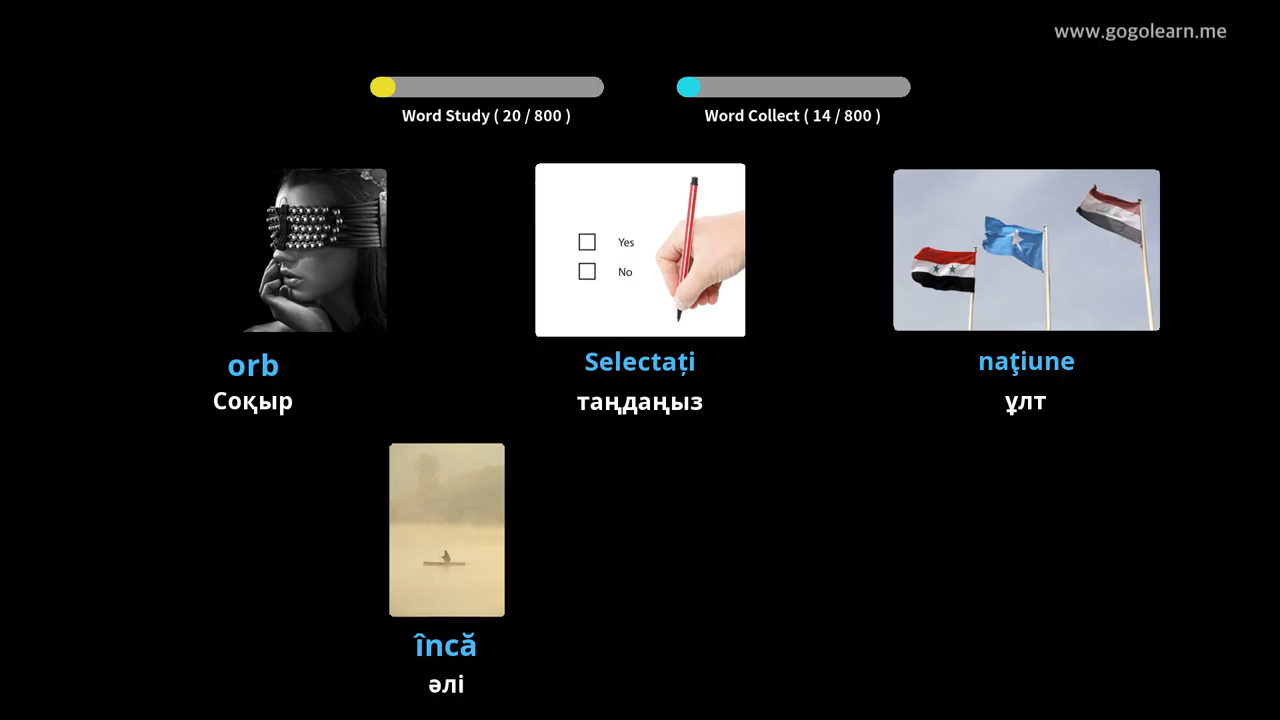 www.gogolearn.me
Word Study ( 20 / 800 )
Word Collect ( 14 / 800 )
Yes
No
orb
Соқыр
Selectați
таңдаңыз
naţiune
ұлт
încă
әлі